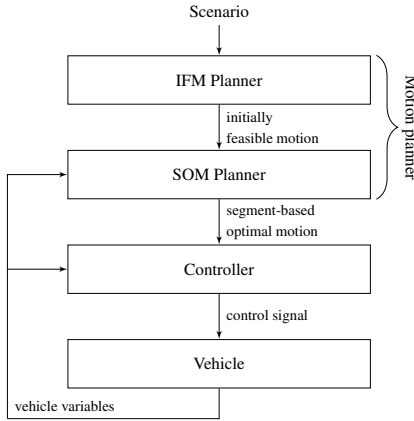 Scenario
IFM Planner
initially
feasible motion
Motion planner
SOM Planner
segment-based
optimal motion
Controller
control signal
Vehicle
vehicle variables